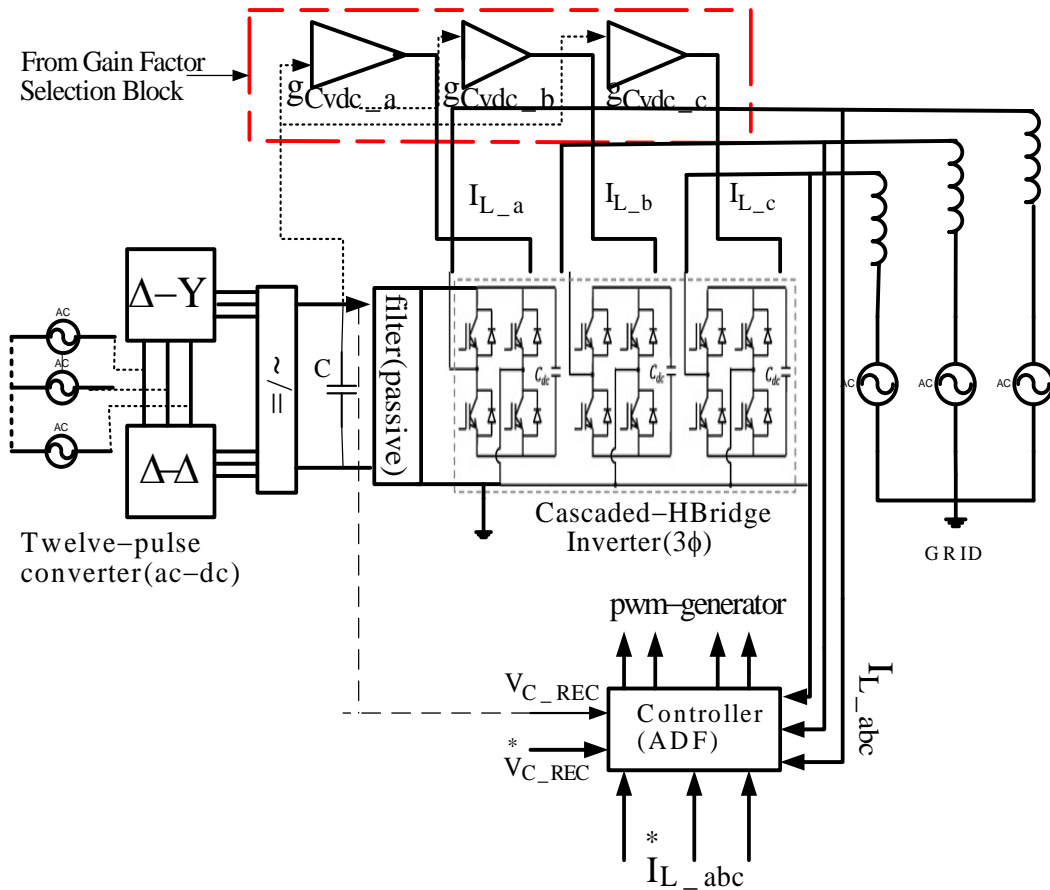 From Gain Factor
Selection Block
gCvdc_a
gCvdc_b
gCvdc_c
IL_a
IL_b
IL_c
Δ−Y
AC
AC
AC
Δ−Δ
~/=
C
filter(passive)
Cdc
Cdc
Cdc
AC
AC
AC
Twelve−pulse
converter(ac−dc)
Cascaded−HBridge
Inverter(3ϕ)
GRID
pwm−generator
IL_abc
VC_REC
*
VC_REC
Controller
(ADF)
*
IL_abc